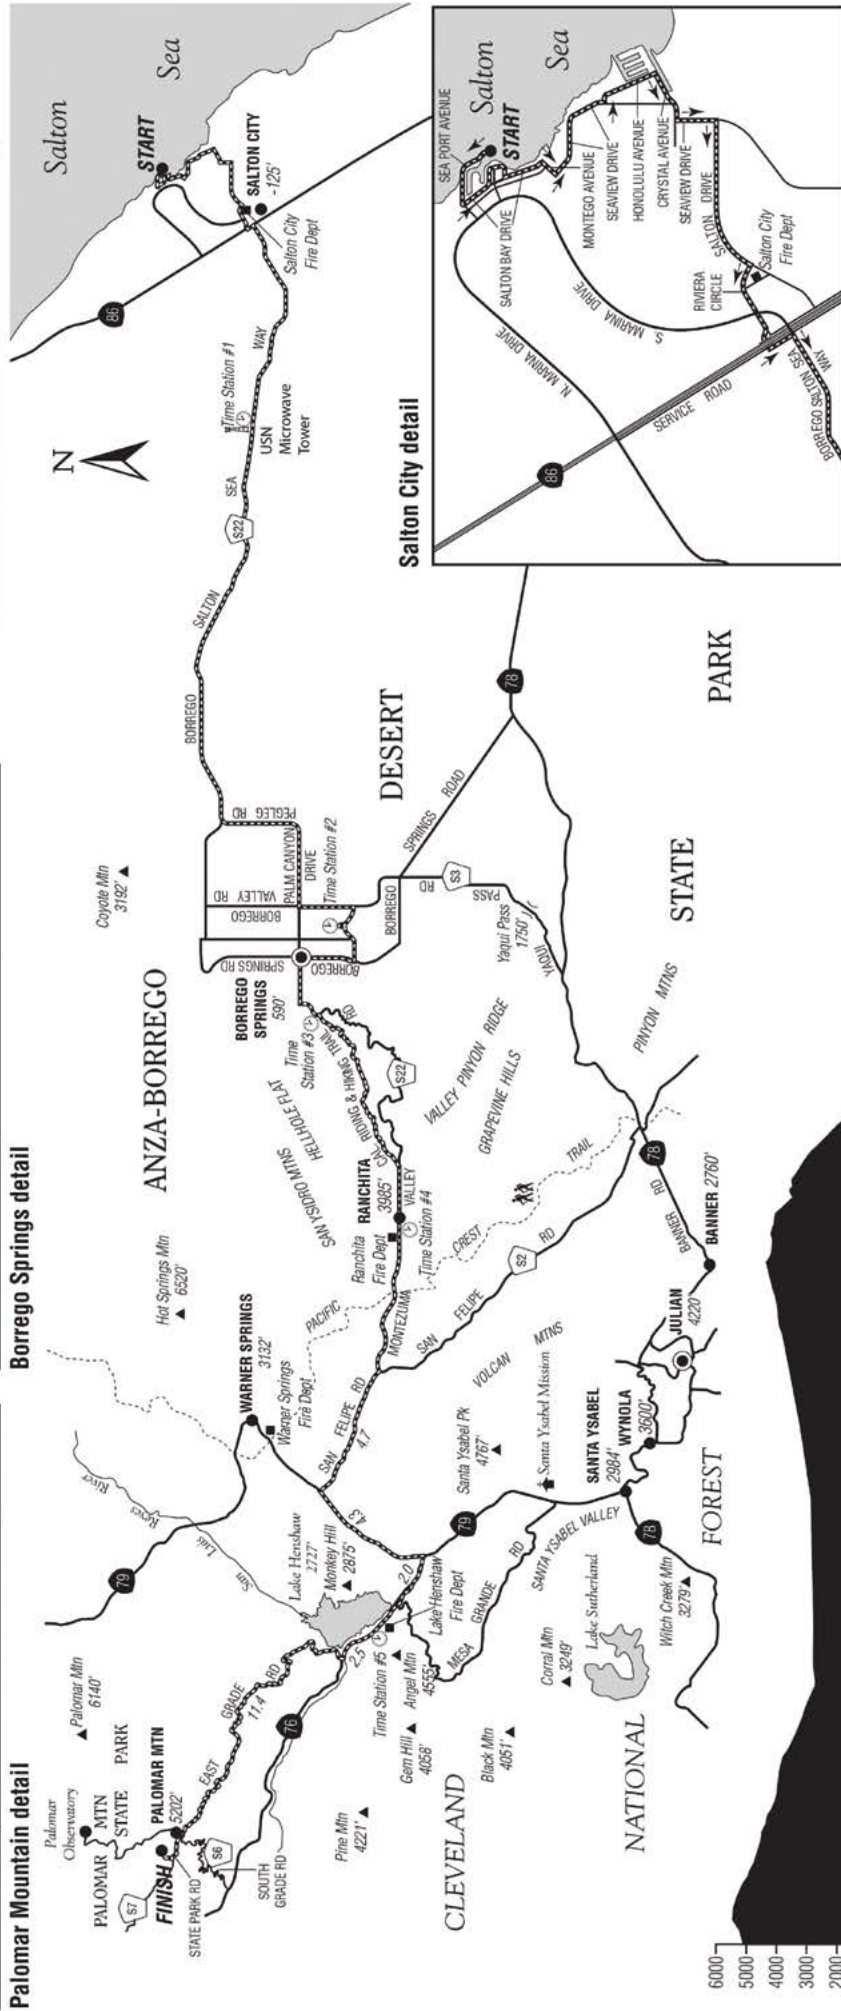 Palomar Mountain detail
Borrego Springs detail
Salton
Sea
START
SALTON CITY
-125'
Salton City
Fire Dept
86
N
Time Station #1
USN
Microwave
Tower
BORREGO
SALTON
SEA
WAY
S22
Coyote Mtn
3192'
ANZA-BORREGO
DESERT
STATE
PARK
PEGLEG RD
PALM CANYON
DRIVE
BORREGO
VALLEY RD
Time Station #2
BORREGO
SPRINGS RD
BORREGO
SPRINGS
590'
BORREGO
SPRINGS
ROAD
78
S3
YAQUI
PASS
RD
Yaqui Pass
1750'
Time
Station #3
CAL RIDING & HIKING TRAIL
RD
S22
HELLHOLE FLAT
SAN YSIDRO MTNS
VALLEY
PINYON RIDGE
GRAPEVINE HILLS
PINYON MTNS
RANCHITA
3985'
Ranchita
Fire Dept
Time Station #4
MONTEZUMA
VALLEY
PACIFIC
CREST
TRAIL
Hot Springs Mtn
6520'
WARNER SPRINGS
3132'
Warner Springs
Fire Dept
SAN FELIPE RD
4.7
SAN
FELIPE
RD
S2
78
BANNER RD
BANNER 2760'
JULIAN
4220'
VOLCAN MTNS
WYNOLA
3600'
SANTA YSABEL
2984'
Santa Ysabel Mission
Santa Ysabel Pk
4767'
79
4.3
San Luis Reyes River
Lake Henshaw
2727'
Monkey Hill
2875'
2.0
79
Lake Henshaw
Fire Dept
Time Station #5
2.5
MESA GRANDE RD
SANTA YSABEL VALLEY
78
Witch Creek Mtn
3279'
Lake Sutherland
Corral Mtn
3249'
Angel Mtn
4555'
Gem Hill
4058'
Black Mtn
4051'
Pine Mtn
4221'
CLEVELAND
NATIONAL
FOREST
Palomar Mtn
6140'
EAST GRADE RD
11.4
76
Palomar
Observatory
PALOMAR MTN
STATE PARK
PALOMAR MTN
5202'
FINISH
S7
S6
STATE PARK RD
SOUTH
GRADE RD
Salton City detail
Salton
Sea
SEA PORT AVENUE
START
SALTON BAY DRIVE
MONTEGO AVENUE
SEAVIEW DRIVE
HONOLULU AVENUE
CRYSTAL AVENUE
SEAVIEW DRIVE
SALTON DRIVE
Salton City
Fire Dept
RIVIERA
CIRCLE
S. MARINA DRIVE
N. MARINA DRIVE
SERVICE ROAD
86
BORREGO SALTON SEA
WAY
6000
5000
4000
3000
2000